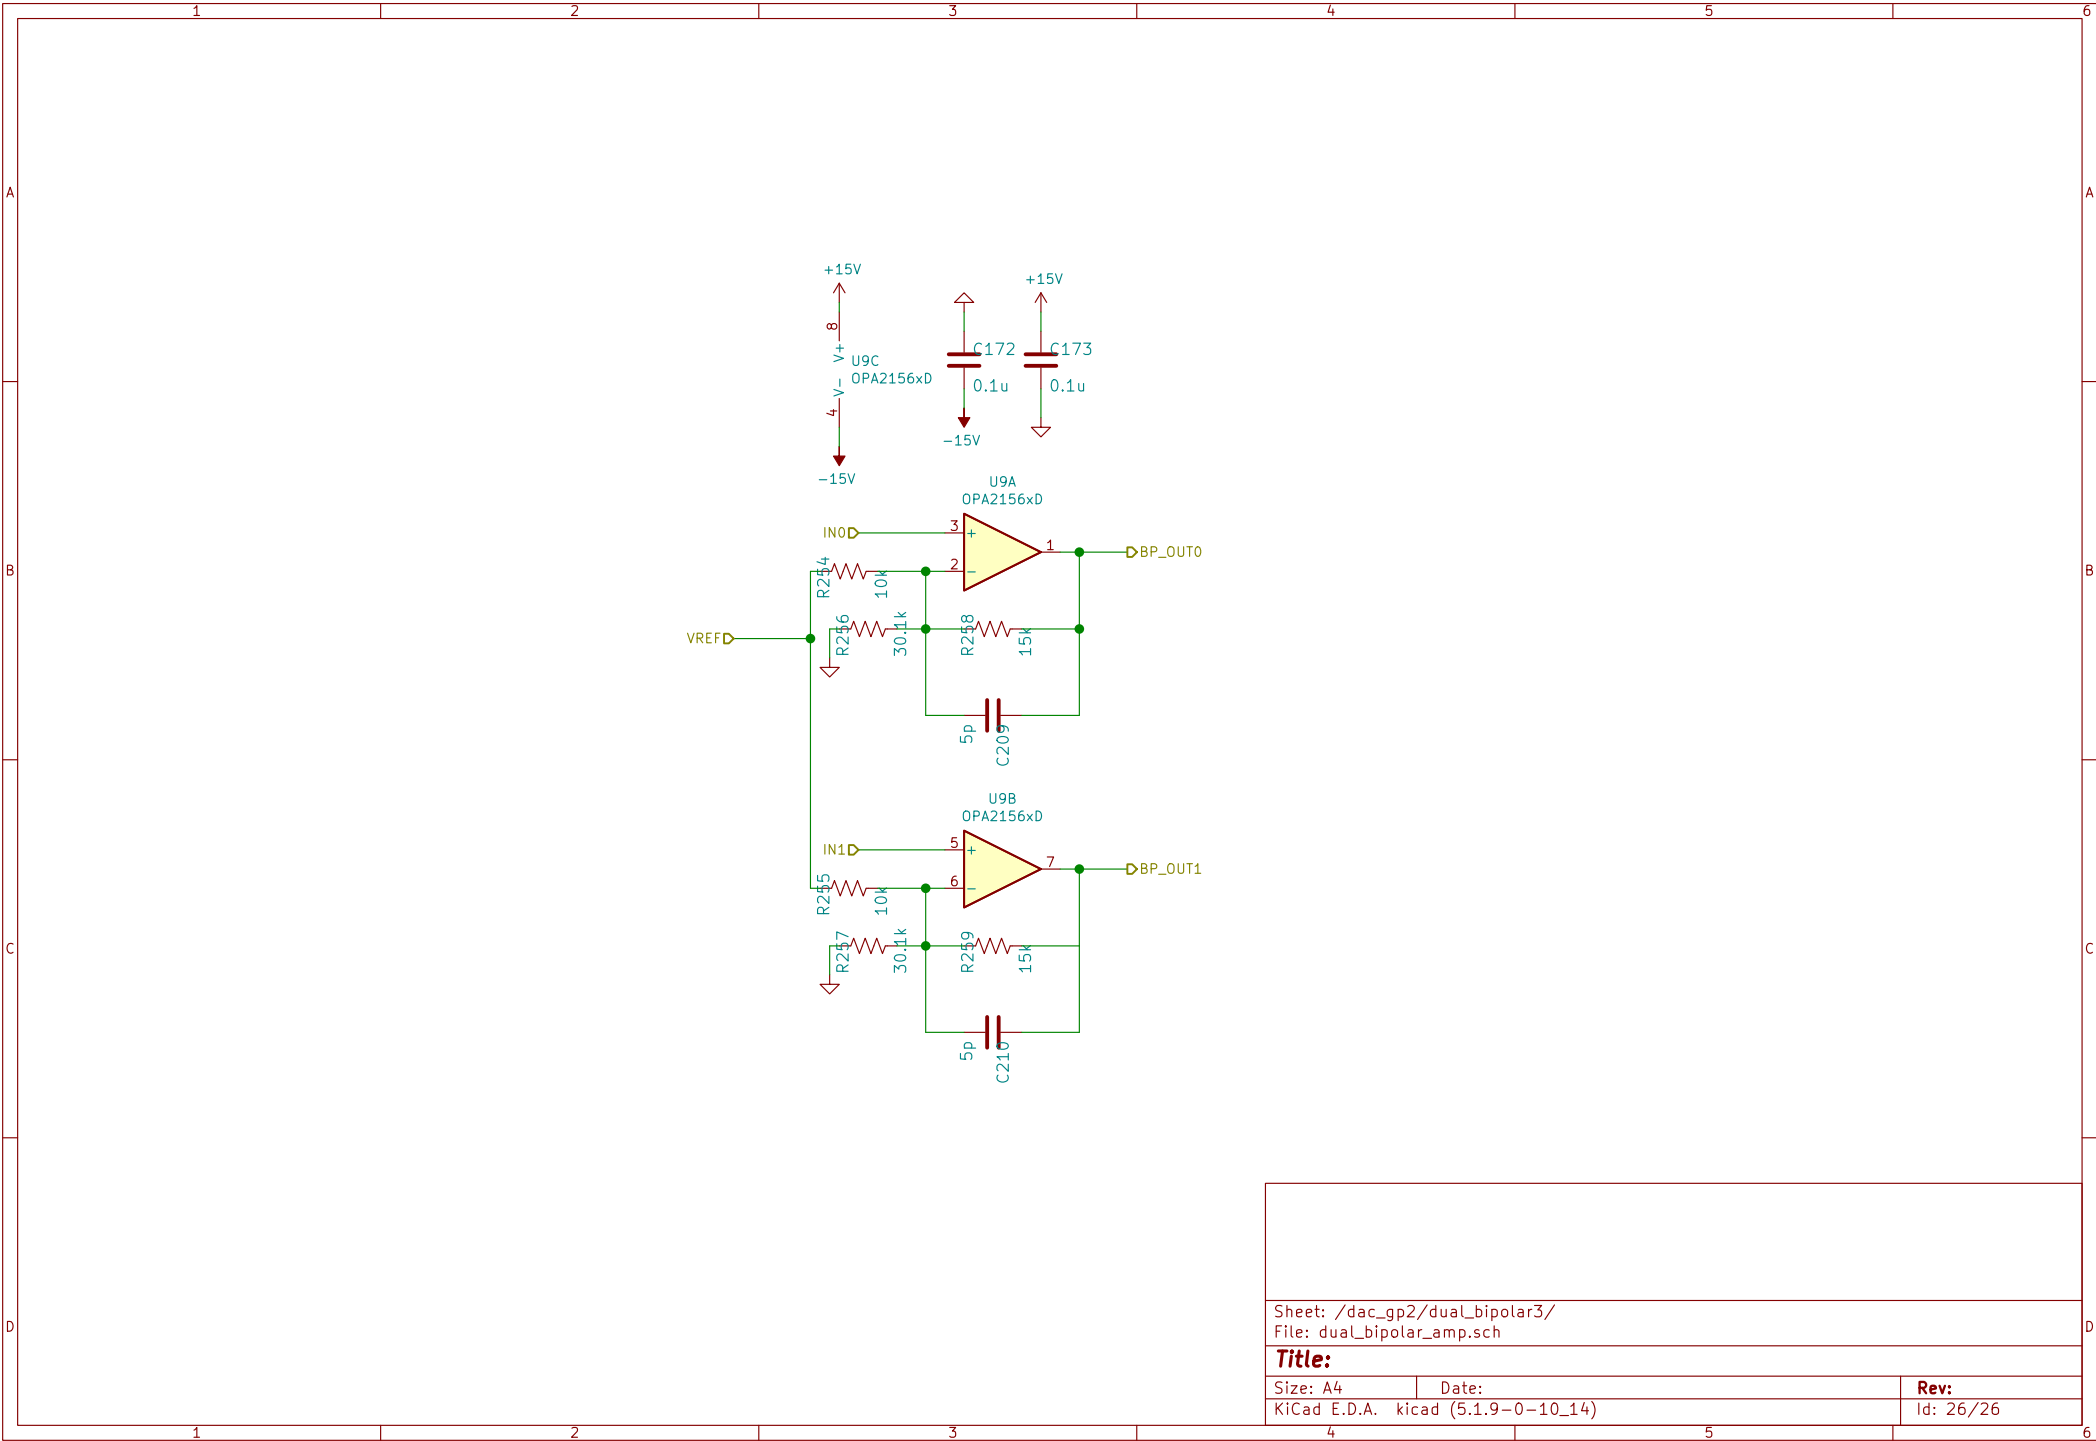 1 2 3 4 5 6
A A
+15V
+15V
8
V+
U9C
OPA2156xD
V-
4
-15V
C172
0.1u
-15V
C173
0.1u
U9A
OPA2156xD
IN0
3
+
1
BP_OUT0
2
-
B B
R254
10k
R256
30.1k
R258
15k
VREF
5p
C209
U9B
OPA2156xD
IN1
5
+
7
BP_OUT1
6
-
R255
10k
C C
R257
30.1k
R259
15k
5p
C210
Sheet: /dac_gp2/dual_bipolar3/
D D
File: dual_bipolar_amp.sch
Title:
Size: A4 Date: Rev:
KiCad E.D.A. kicad (5.1.9-0-10_14) Id: 26/26
1 2 3 4 5 6